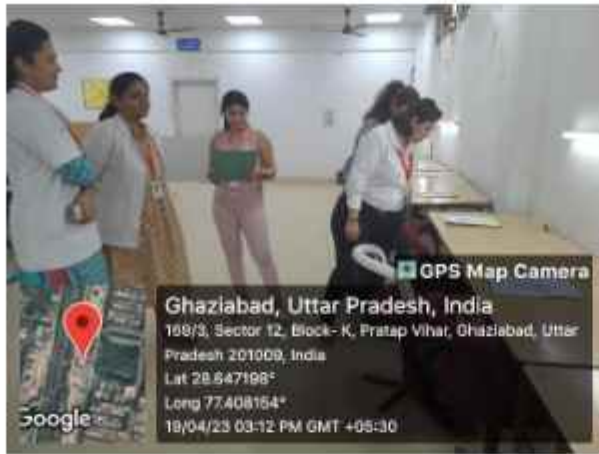 GPS Map Camera
Ghaziabad, Uttar Pradesh, India
169/3, Sector 12, Block- K, Pratap Vihar, Ghaziabad, Uttar
Pradesh 201009, India
Lat 28.647198°
Long 77.408154°
19/04/23 03:12 PM GMT +05:30
Google